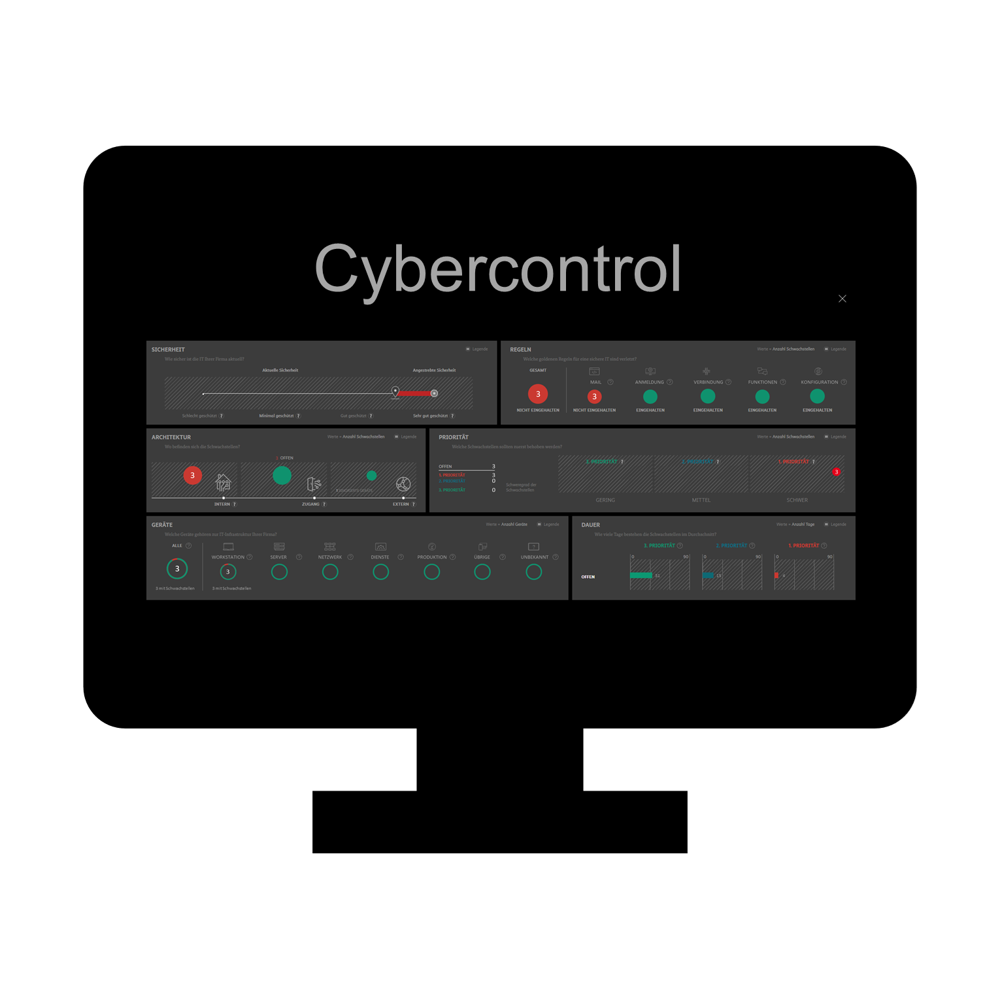 Cybercontrol
SICHERHEIT
Legende
Wie sicher ist die IT Ihrer Firma aktuell?
Aktuelle Sicherheit
Angestrebte Sicherheit
Schlecht geschützt ?
Minimal geschützt ?
Gut geschützt ?
Sehr gut geschützt ?
REGELN
Werte = Anzahl Schwachstellen
Legende
Welche goldenen Regeln für eine sichere IT sind verletzt?
GESAMT
3
NICHT EINGEHALTEN
MAIL ?
3
NICHT EINGEHALTEN
ANMELDUNG ?
EINGEHALTEN
VERBINDUNG ?
EINGEHALTEN
FUNKTIONEN ?
EINGEHALTEN
KONFIGURATION ?
EINGEHALTEN
ARCHITEKTUR
Werte = Anzahl Schwachstellen
Legende
Wo befinden sich die Schwachstellen?
3 OFFEN
3
INTERN ?
ZUGANG ?
EXTERN ?
PRIORITÄT
Werte = Anzahl Schwachstellen
Legende
Welche Schwachstellen sollten zuerst behoben werden?
OFFEN 3
1. PRIORITÄT 3
2. PRIORITÄT 0
3. PRIORITÄT 0
Schweregrad der
Schwachstellen
3. PRIORITÄT ?
2. PRIORITÄT ?
1. PRIORITÄT ?
3
GERING
MITTEL
SCHWER
GERÄTE
Werte = Anzahl Geräte
Legende
Welche Geräte gehören zur IT-Infrastruktur Ihrer Firma?
ALLE ?
3
3 mit Schwachstellen
WORKSTATION ?
3
3 mit Schwachstellen
SERVER ?
NETZWERK ?
DIENSTE ?
PRODUKTION ?
ÜBRIGE ?
?
UNBEKANNT ?
DAUER
Werte = Anzahl Tage
Legende
Wie viele Tage bestehen die Schwachstellen im Durchschnitt?
3. PRIORITÄT ?
2. PRIORITÄT ?
1. PRIORITÄT ?
0 90
0 90
0 90
OFFEN
51
15
4